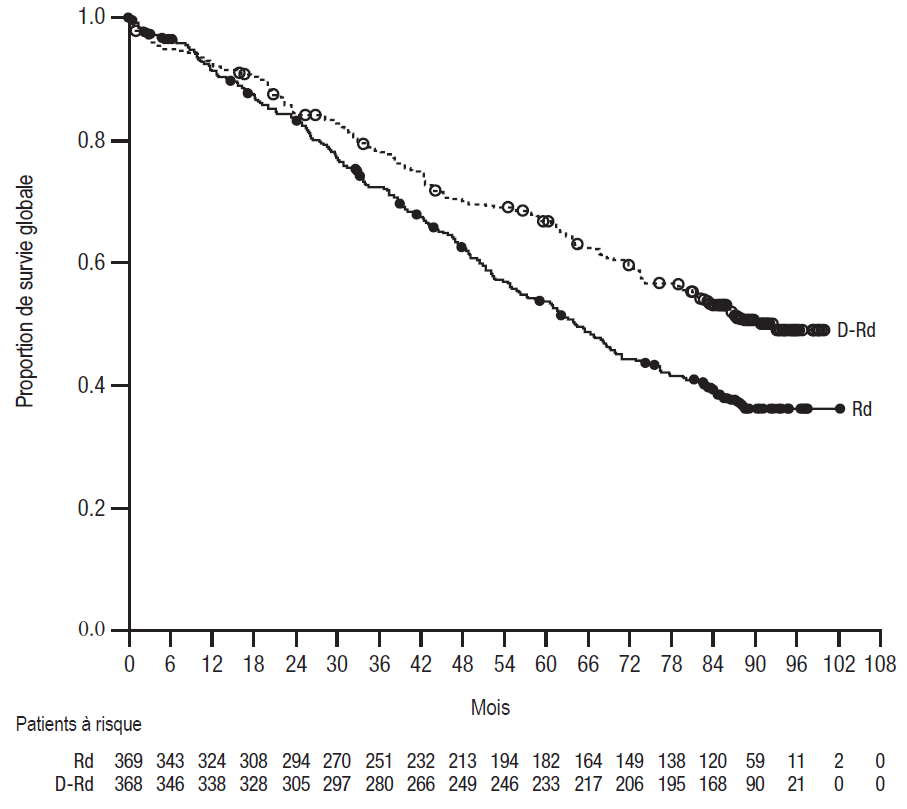 Proportion de survie globale
1.0
0.8
0.6
0.4
0.2
0.0
D-Rd
Rd
0 6 12 18 24 30 36 42 48 54 60 66 72 78 84 90 96 102 108
Mois
Patients à risque
Rd 369 343 324 308 294 270 251 232 213 194 182 164 149 138 120 59 11 2 0
D-Rd 368 346 338 328 305 297 280 266 249 246 233 217 206 195 168 90 21 0 0